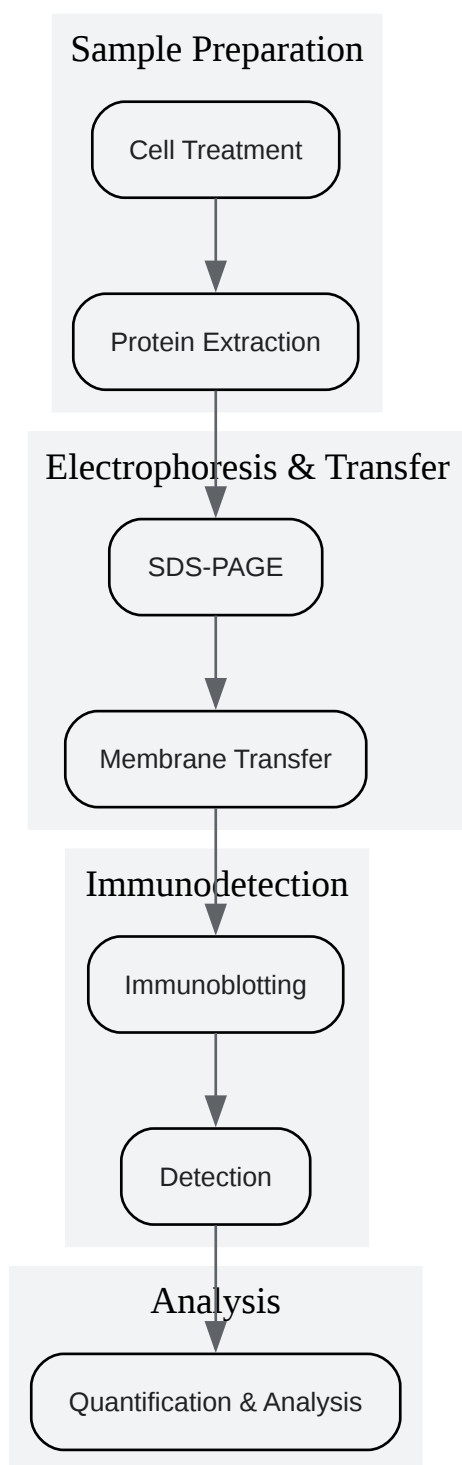 Sample Preparation
Cell Treatment
Protein Extraction
Electrophoresis & Transfer
SDS-PAGE
Membrane Transfer
Immunodetection
Immunoblotting
Detection
Analysis
Quantification & Analysis